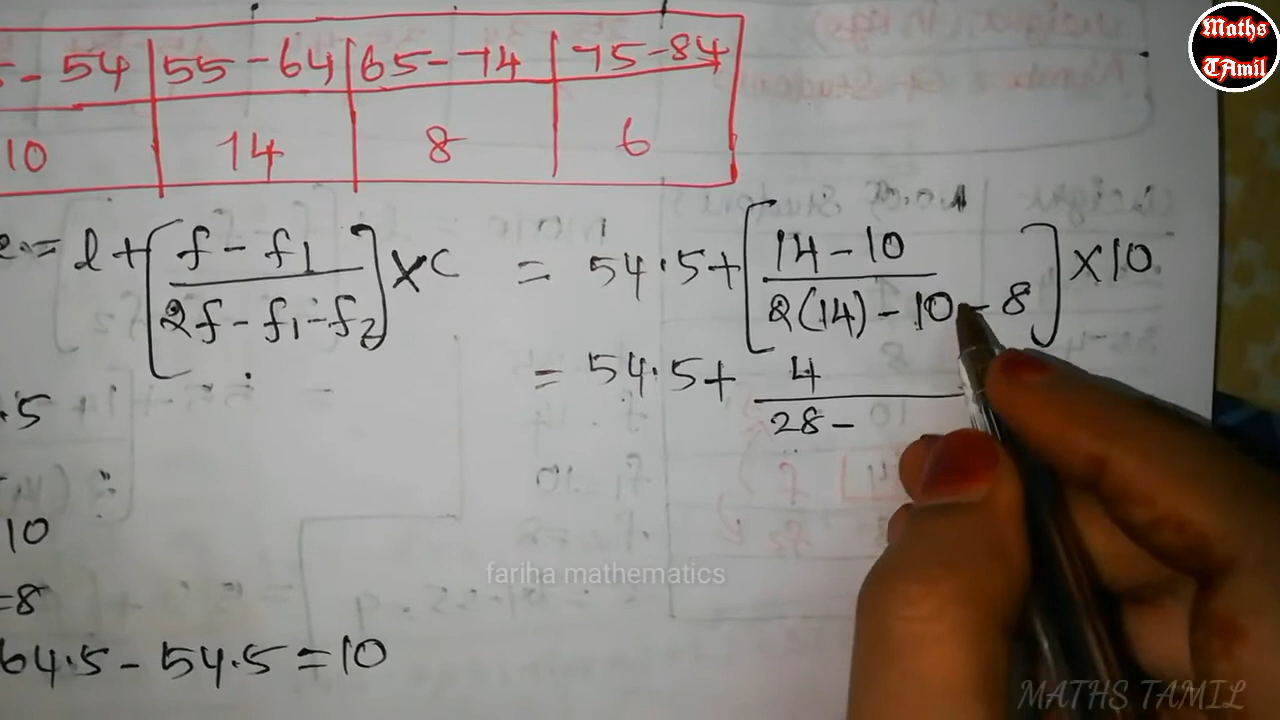 Maths
TAmil
- 54 | 55 - 64 | 65 - 74 | 75 - 84
10 | 14 | 8 | 6
= l + [ f - f1 / 2f - f1 - f2 ] × c = 54.5 + [ 14 - 10 / 2(14) - 10 - 8 ] × 10
= 54.5 + 4 / 28 -
.5
10
=8
64.5 - 54.5 = 10
fariha mathematics
MATHS TAMIL